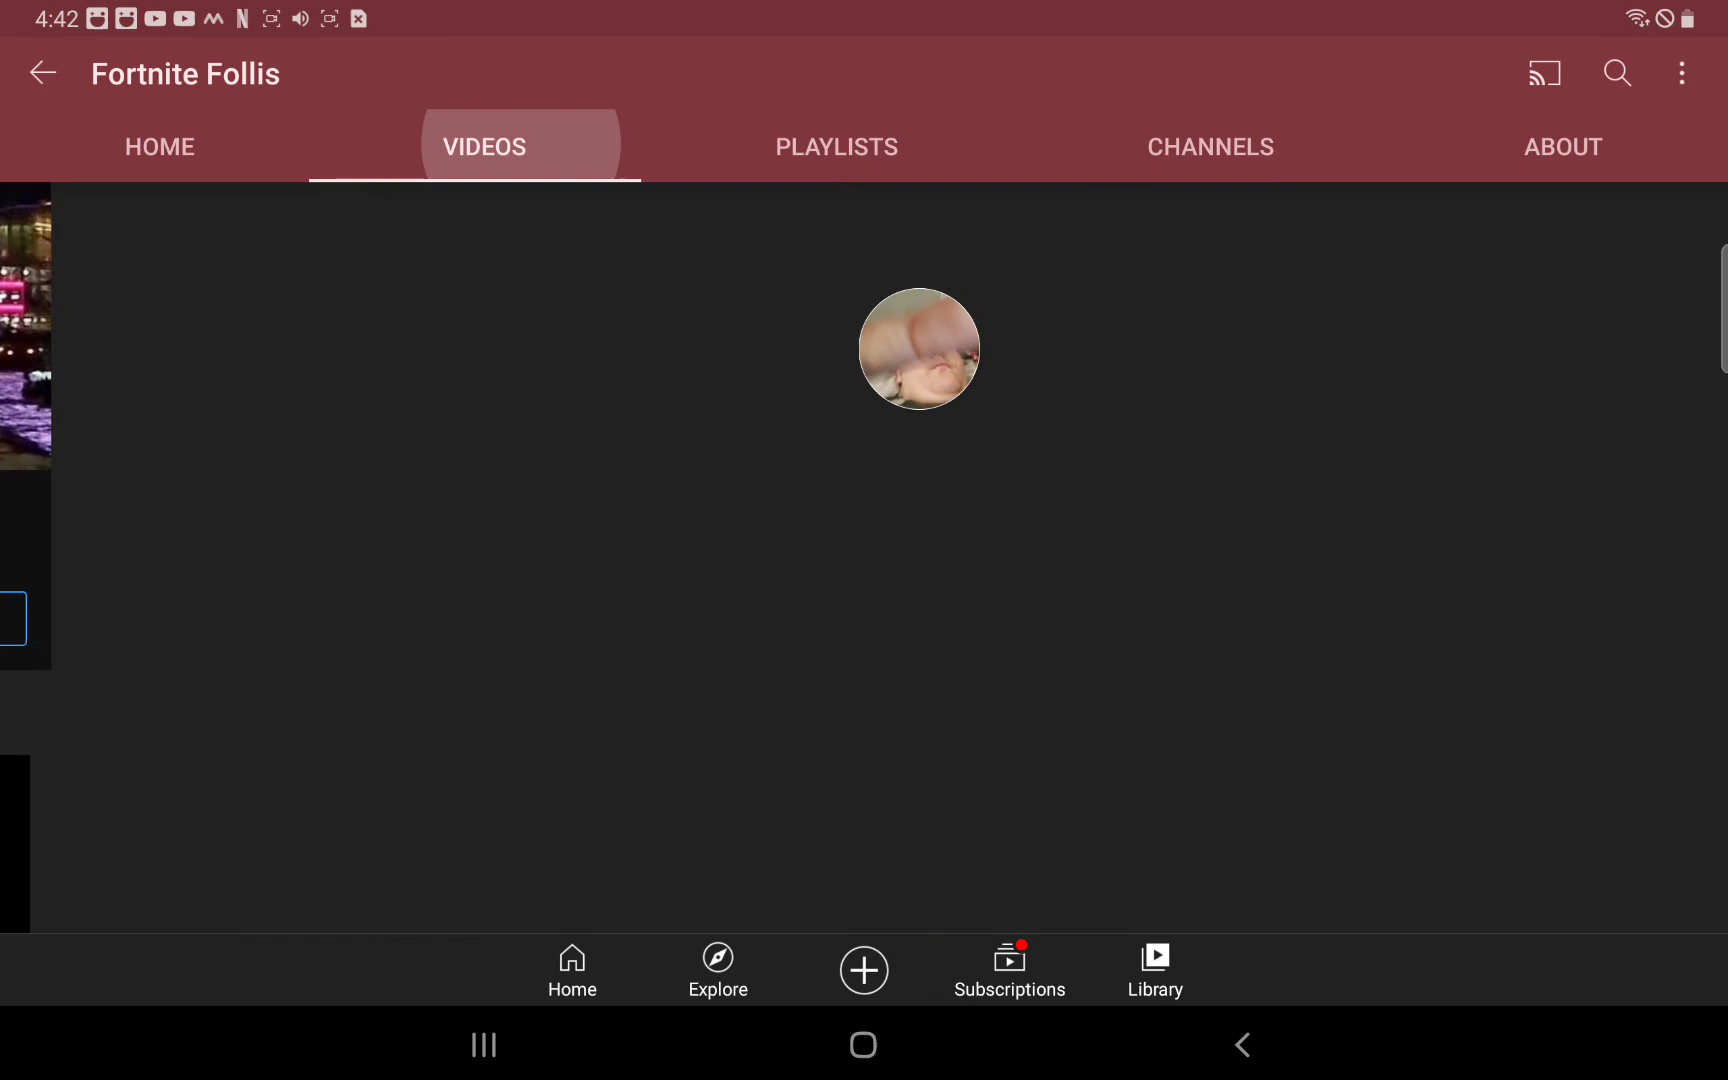 4:42
Fortnite Follis
HOME VIDEOS PLAYLISTS CHANNELS ABOUT
Home Explore Subscriptions Library